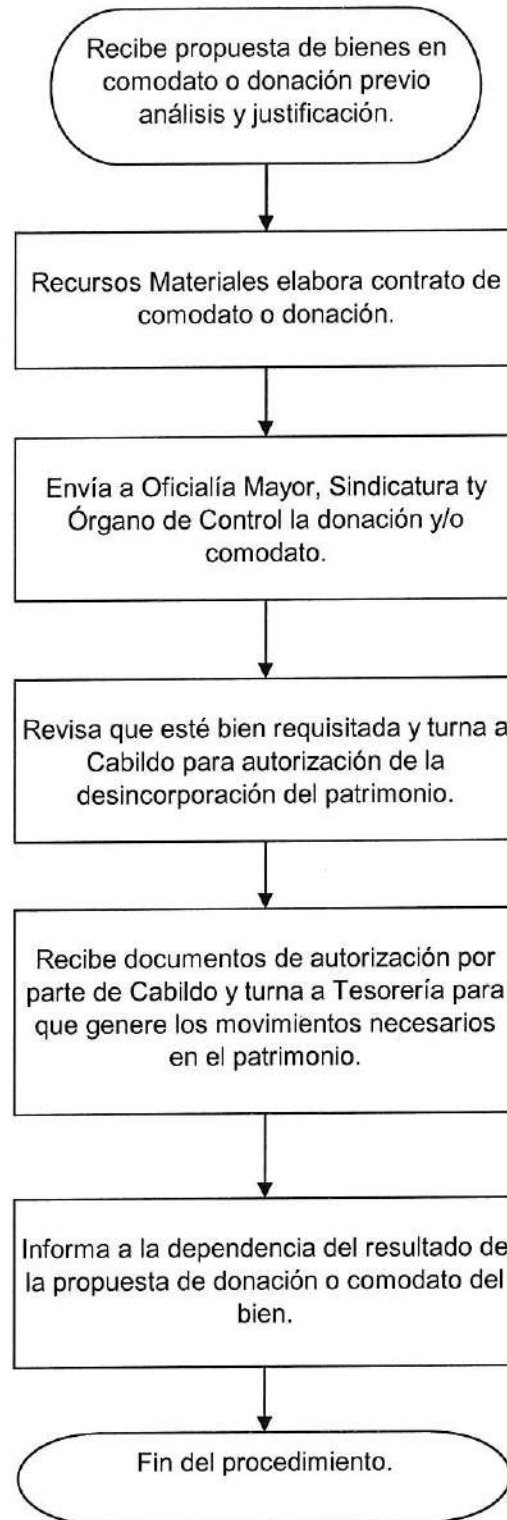 Recibe propuesta de bienes en
comodato o donación previo
análisis y justificación.
Recursos Materiales elabora contrato de
comodato o donación.
Envía a Oficialía Mayor, Sindicatura ty
Órgano de Control la donación y/o
comodato.
Revisa que esté bien requisitada y turna a
Cabildo para autorización de la
desincorporación del patrimonio.
Recibe documentos de autorización por
parte de Cabildo y turna a Tesorería para
que genere los movimientos necesarios
en el patrimonio.
Informa a la dependencia del resultado de
la propuesta de donación o comodato del
bien.
Fin del procedimiento.